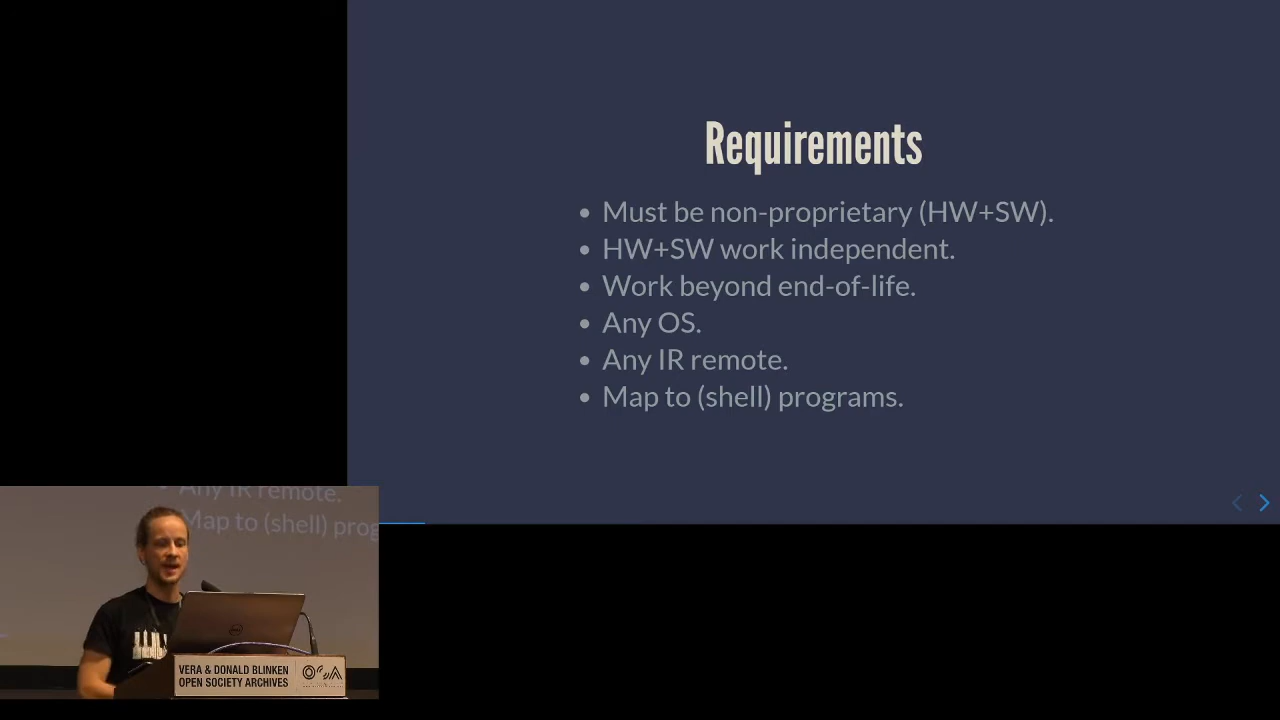 Requirements
Must be non-proprietary (HW+SW).
HW+SW work independent.
Work beyond end-of-life.
Any OS.
Any IR remote.
Map to (shell) programs.
Any IR remote.
Map to (shell) prog
VERA & DONALD BLINKEN
OPEN SOCIETY ARCHIVES